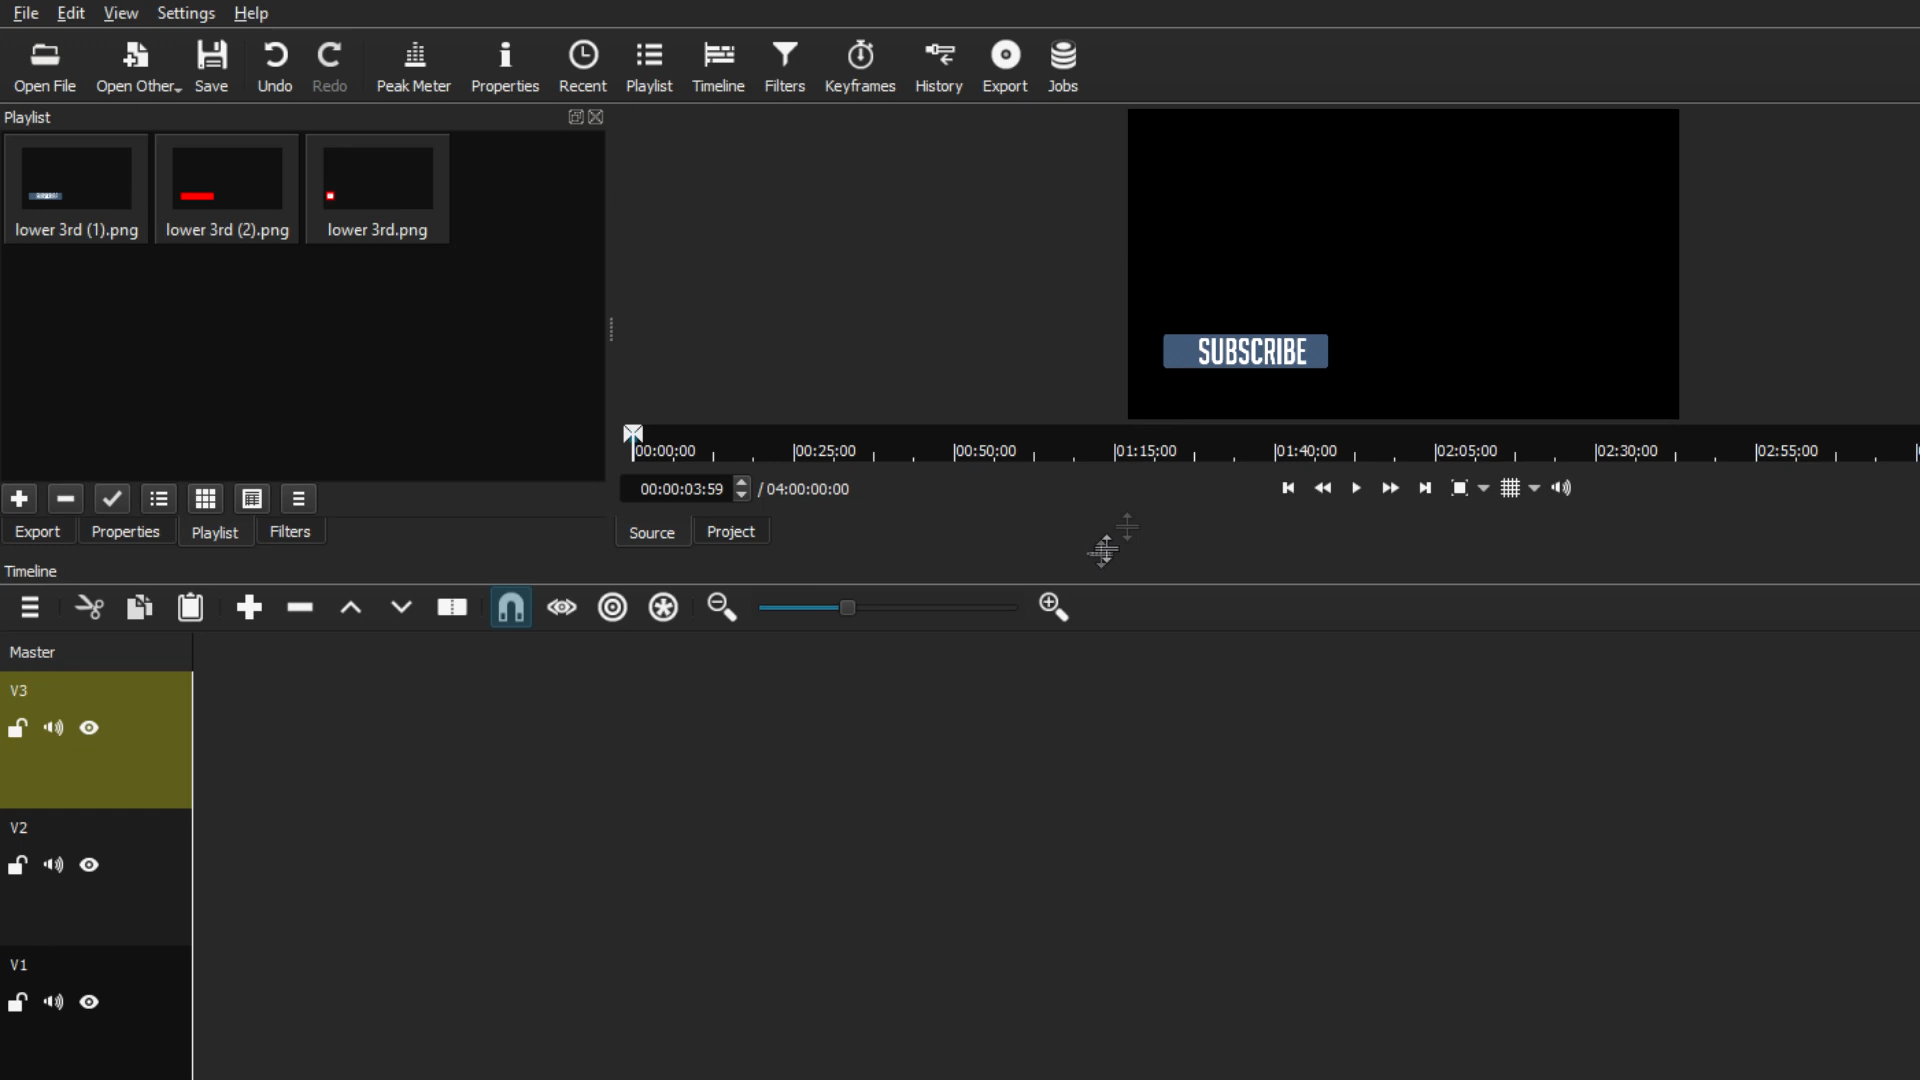 File Edit View Settings Help
Open File Open Other Save Undo Redo Peak Meter Properties Recent Playlist Timeline Filters Keyframes History Export Jobs
Playlist
lower 3rd (1).png lower 3rd (2).png lower 3rd.png
SUBSCRIBE
00:00:00 00:25:00 00:50:00 01:15:00 01:40:00 02:05:00 02:30:00 02:55:00
00:00:03:59 / 04:00:00:00
Export Properties Playlist Filters
Source Project
Timeline
Master
V3
V2
V1